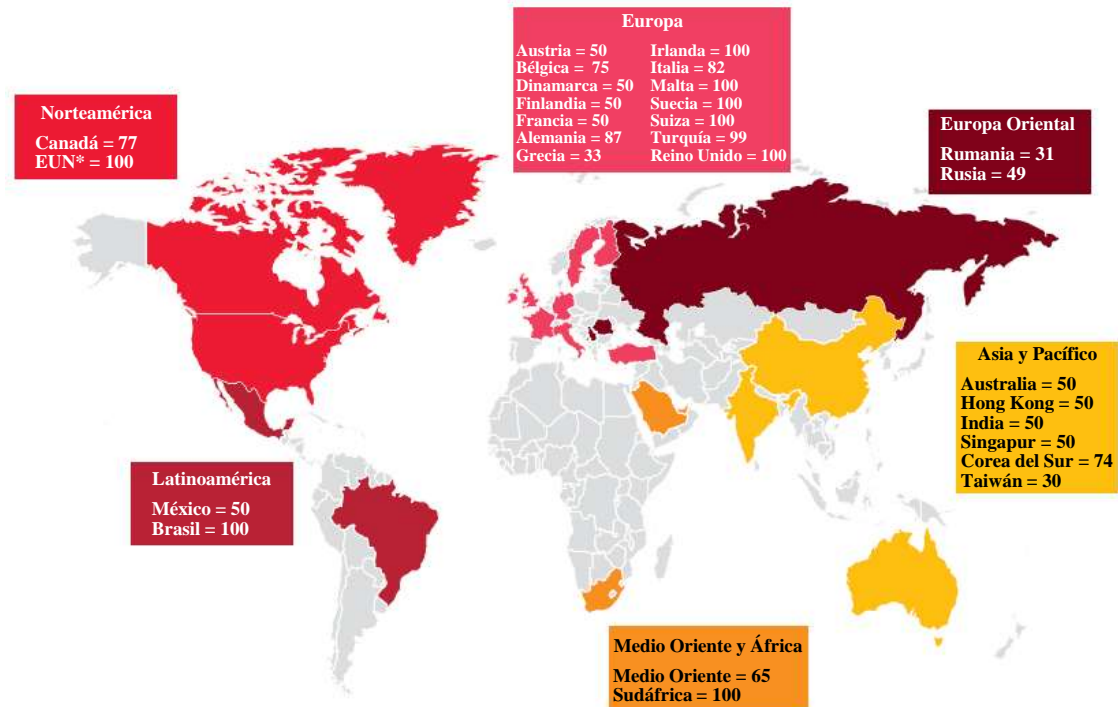 Europa
Austria = 50
Bélgica = 75
Dinamarca = 50
Finlandia = 50
Francia = 50
Alemania = 87
Grecia = 33
Irlanda = 100
Italia = 82
Malta = 100
Suecia = 100
Suiza = 100
Turquía = 99
Reino Unido = 100
Norteamérica
Canadá = 77
EUN* = 100
Europa Oriental
Rumania = 31
Rusia = 49
Asia y Pacífico
Australia = 50
Hong Kong = 50
India = 50
Singapur = 50
Corea del Sur = 74
Taiwán = 30
Latinoamérica
México = 50
Brasil = 100
Medio Oriente y África
Medio Oriente = 65
Sudáfrica = 100